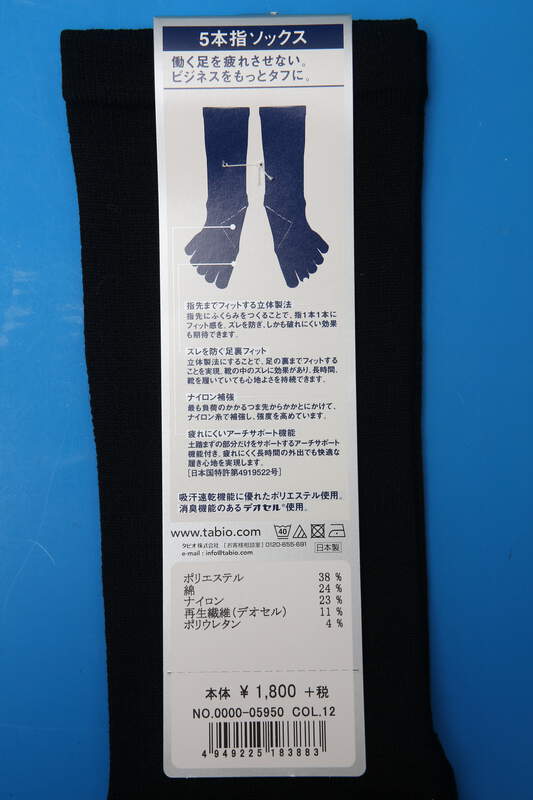 5本指ソックス
働く足を疲れさせない。
ビジネスをもっとタフに。
指先までフィットする立体製法
指先にふくらみをつくることで、指1本1本に
フィット感を。ズレを防ぎ、しかも破れにくい効果
も期待できます。
ズレを防ぐ足裏フィット
立体製法にすることで、足の裏までフィットする
ことを実現。靴の中のズレに効果があり、長時間、
靴を履いていても心地よさを持続できます。
ナイロン補強
最も負荷のかかるつま先からかかとにかけて、
ナイロン糸で補強し、強度を高めています。
疲れにくいアーチサポート機能
土踏まずの部分だけをサポートするアーチサポート
機能付き。疲れにくく長時間の外出でも快適な
履き心地を実現します。
[日本国特許第4919522号]
吸汗速乾機能に優れたポリエステル使用。
消臭機能のあるデオセル®使用。
www.tabio.com 40
タビオ株式会社 [お客様相談室] 0120-655-691
e-mail : info@tabio.com 日本製
ポリエステル 38 %
綿 24 %
ナイロン 23 %
再生繊維(デオセル) 11 %
ポリウレタン 4 %
本体 ¥ 1,800 +税
NO.0000-05950 COL.12
4 949225 183883